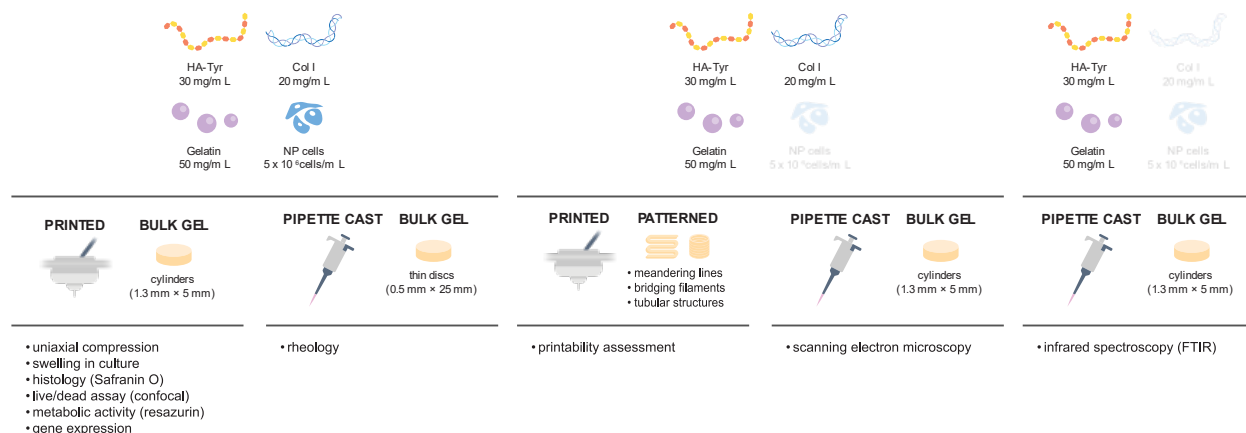 HA-Tyr
30 mg/m L
Col I
20 mg/m L
Gelatin
50 mg/m L
NP cells
5 x 10 ⁶cells/m L
HA-Tyr
30 mg/m L
Col I
20 mg/m L
Gelatin
50 mg/m L
NP cells
5 x 10 ⁶cells/m L
HA-Tyr
30 mg/m L
Col I
20 mg/m L
Gelatin
50 mg/m L
NP cells
5 x 10 ⁶cells/m L
PRINTED
BULK GEL
cylinders
(1.3 mm × 5 mm)
PIPETTE CAST
BULK GEL
thin discs
(0.5 mm × 25 mm)
PRINTED
PATTERNED
• meandering lines
• bridging filaments
• tubular structures
PIPETTE CAST
BULK GEL
cylinders
(1.3 mm × 5 mm)
PIPETTE CAST
BULK GEL
cylinders
(1.3 mm × 5 mm)
• uniaxial compression
• swelling in culture
• histology (Safranin O)
• live/dead assay (confocal)
• metabolic activity (resazurin)
• gene expression
• rheology
• printability assessment
• scanning electron microscopy
• infrared spectroscopy (FTIR)